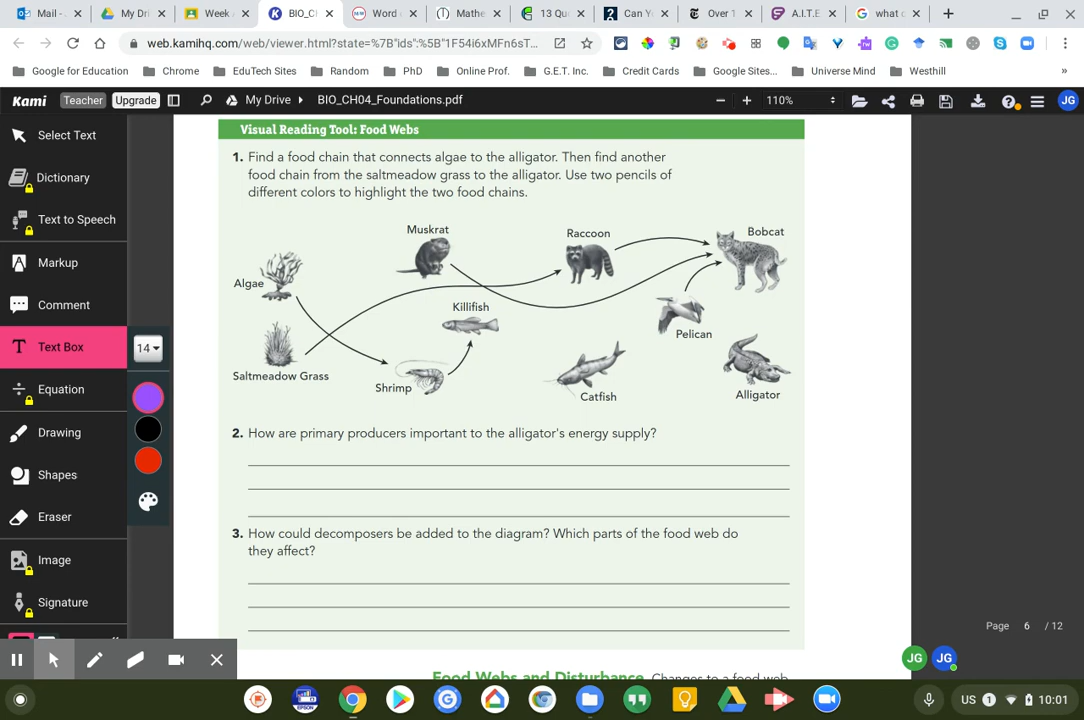 Mail -
My Dri
Week
BIO_Ch
Word o
Mathe
13 Qu
Can Yo
Over 1
A.I.T.E
what c
web.kamihq.com/web/viewer.html?state=%7B"ids":%5B"1F54i6xMFn6sT...
Google for Education
Chrome
EduTech Sites
Random
PhD
Online Prof.
G.E.T. Inc.
Credit Cards
Google Sites...
Universe Mind
Westhill
»
Kami
Teacher
Upgrade
My Drive
BIO_CH04_Foundations.pdf
110%
JG
Select Text
Dictionary
Text to Speech
Markup
Comment
Text Box
14
Equation
Drawing
Shapes
Eraser
Image
Signature
Visual Reading Tool: Food Webs
1. Find a food chain that connects algae to the alligator. Then find another
food chain from the saltmeadow grass to the alligator. Use two pencils of
different colors to highlight the two food chains.
Muskrat
Raccoon
Bobcat
Algae
Killifish
Pelican
Saltmeadow Grass
Shrimp
Catfish
Alligator
2. How are primary producers important to the alligator's energy supply?
3. How could decomposers be added to the diagram? Which parts of the food web do
they affect?
Page 6 / 12
JG JG
Food Webs and Disturbance Changes to a food web
EPSON
US 1 10:01